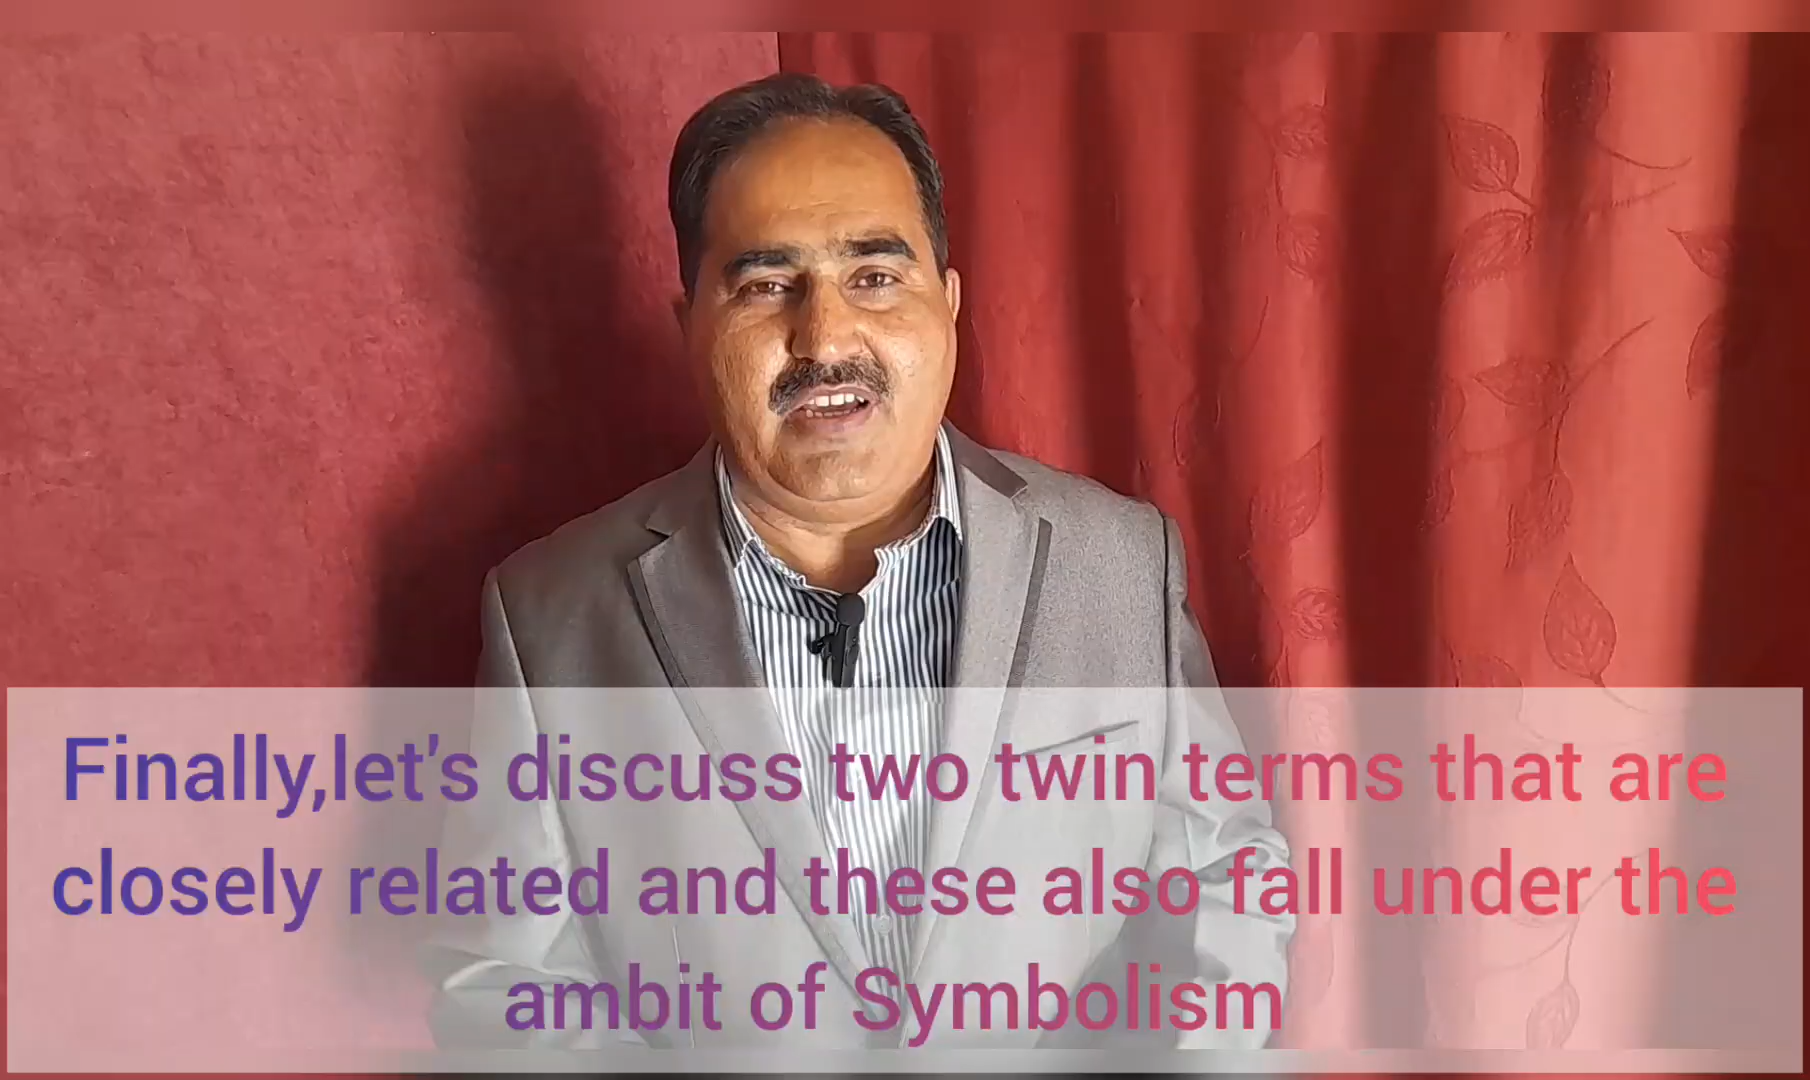 Finally,let's discuss two twin terms that are
closely related and these also fall under the
ambit of Symbolism